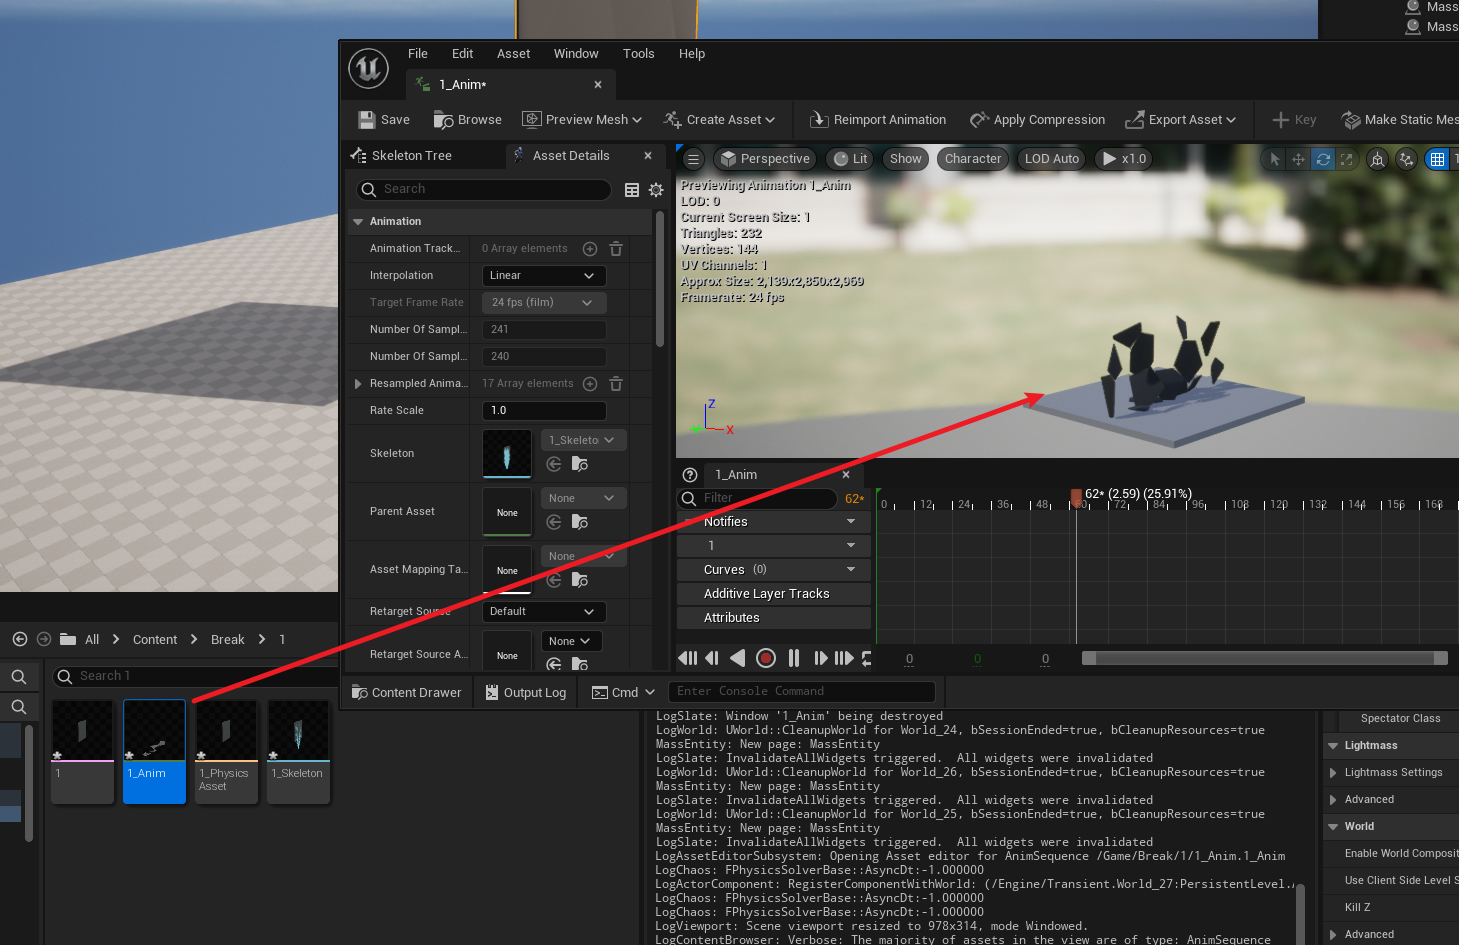 Mass
Mass
File Edit Asset Window Tools Help
1_Anim*
Save Browse Preview Mesh Create Asset Reimport Animation Apply Compression Export Asset Key Make Static Mes
Skeleton Tree Asset Details
Search
Animation
Animation Track... 0 Array elements
Interpolation Linear
Target Frame Rate 24 fps (film)
Number Of Sampl... 241
Number Of Sampl... 240
Resampled Anima... 17 Array elements
Rate Scale 1.0
Skeleton 1_Skeleto
Parent Asset None None
Asset Mapping Ta... None None
Retarget Source Default
Retarget Source A... None None
Perspective Lit Show Character LOD Auto x1.0 1
Previewing Animation 1_Anim
LOD: 0
Current Screen Size: 1
Triangles: 232
Vertices: 144
UV Channels: 1
Approx Size: 2,139x2,850x2,969
Framerate: 24 fps
Z
X
1_Anim
Filter 62*
62* (2.59) (25.91%)
0 12 24 36 48 60 72 84 96 108 120 132 144 156 168
Notifies
1
Curves (0)
Additive Layer Tracks
Attributes
0 0 0
Content Drawer Output Log Cmd Enter Console Command
All Content Break 1
Search 1
1
1_Anim
1_Physics
Asset
1_Skeleton
LogSlate: Window '1_Anim' being destroyed
LogWorld: UWorld::CleanupWorld for World_24, bSessionEnded=true, bCleanupResources=true
MassEntity: New page: MassEntity
LogSlate: InvalidateAllWidgets triggered.  All widgets were invalidated
LogWorld: UWorld::CleanupWorld for World_26, bSessionEnded=true, bCleanupResources=true
MassEntity: New page: MassEntity
LogSlate: InvalidateAllWidgets triggered.  All widgets were invalidated
LogWorld: UWorld::CleanupWorld for World_25, bSessionEnded=true, bCleanupResources=true
MassEntity: New page: MassEntity
LogSlate: InvalidateAllWidgets triggered.  All widgets were invalidated
LogAssetEditorSubsystem: Opening Asset editor for AnimSequence /Game/Break/1/1_Anim.1_Anim
LogChaos: FPhysicsSolverBase::AsyncDt:-1.000000
LogActorComponent: RegisterComponentWithWorld: (/Engine/Transient.World_27:PersistentLevel.
LogChaos: FPhysicsSolverBase::AsyncDt:-1.000000
LogChaos: FPhysicsSolverBase::AsyncDt:-1.000000
LogViewport: Scene viewport resized to 978x314, mode Windowed.
LogContentBrowser: Verbose: The majority of assets in the view are of type: AnimSequence
Spectator Class
Lightmass
Lightmass Settings
Advanced
World
Enable World Composit
Use Client Side Level S
Kill Z
Advanced